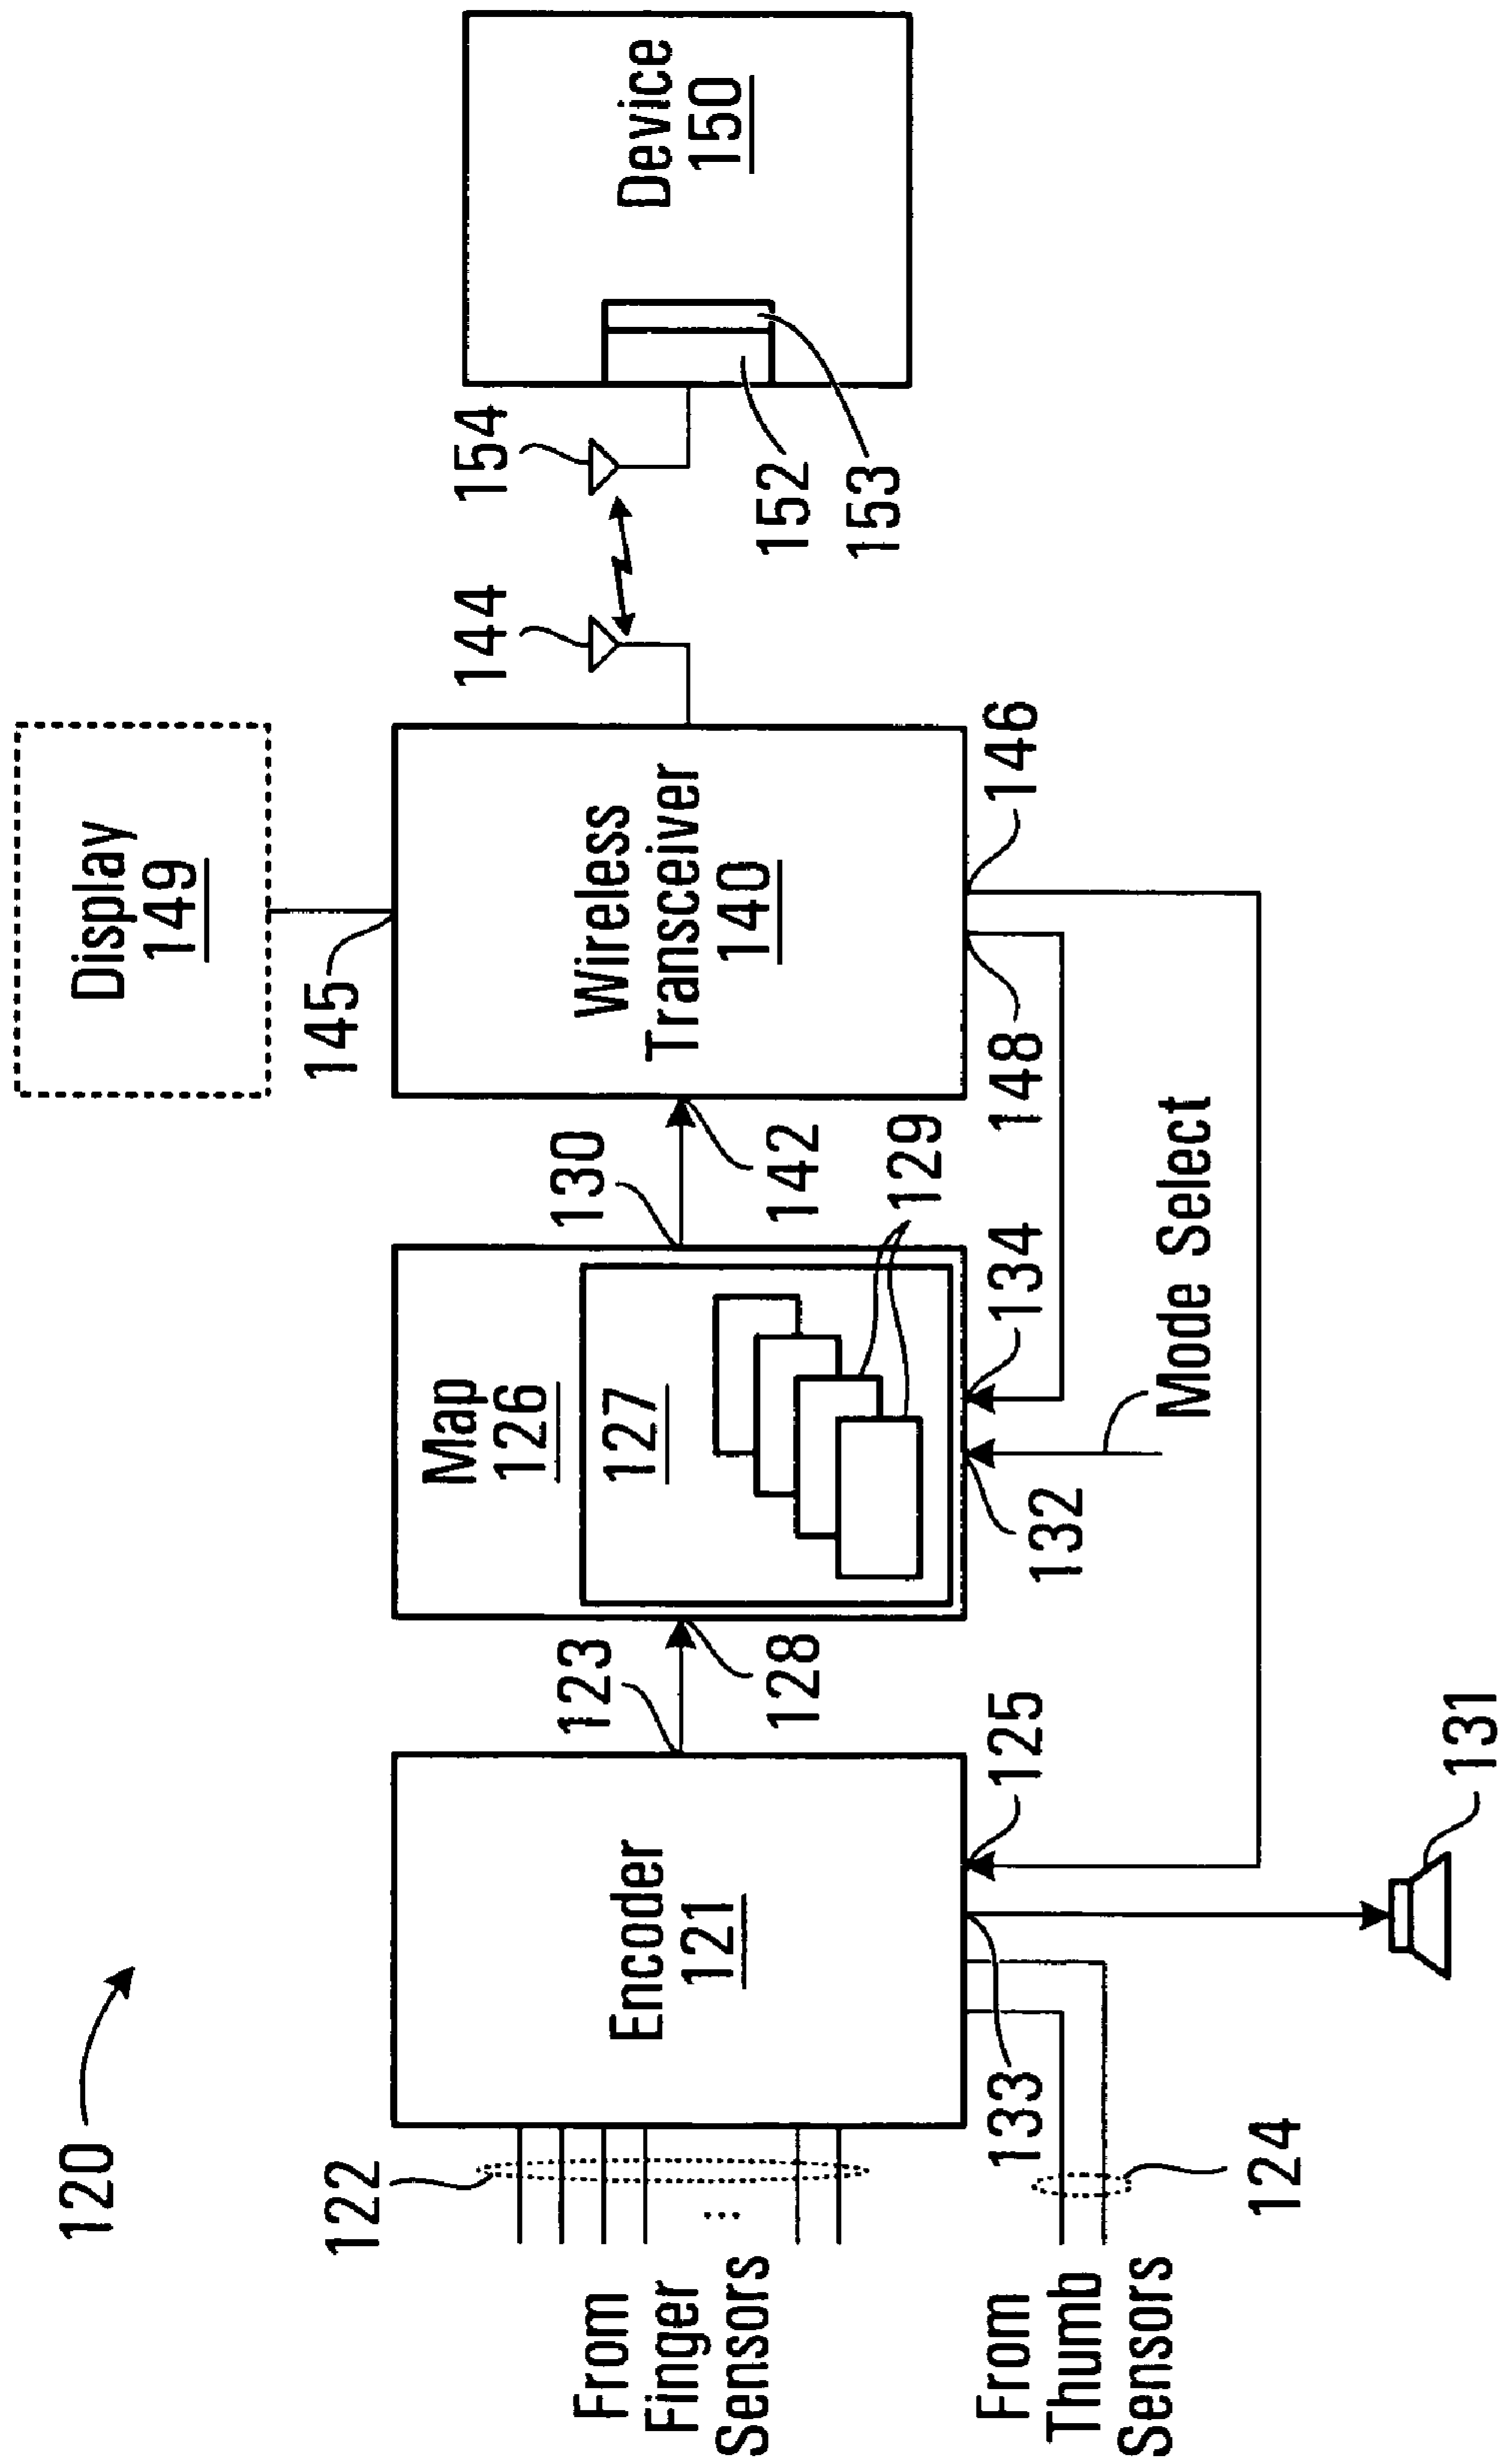 120
Display
149
145
154
144
Device
150
152
153
122
From
Finger
Sensors
Encoder
121
123
128
Map
126
127
129
130
142
Wireless
Transceiver
140
146
148
134
132
Mode Select
125
133
From
Thumb
Sensors
124
131